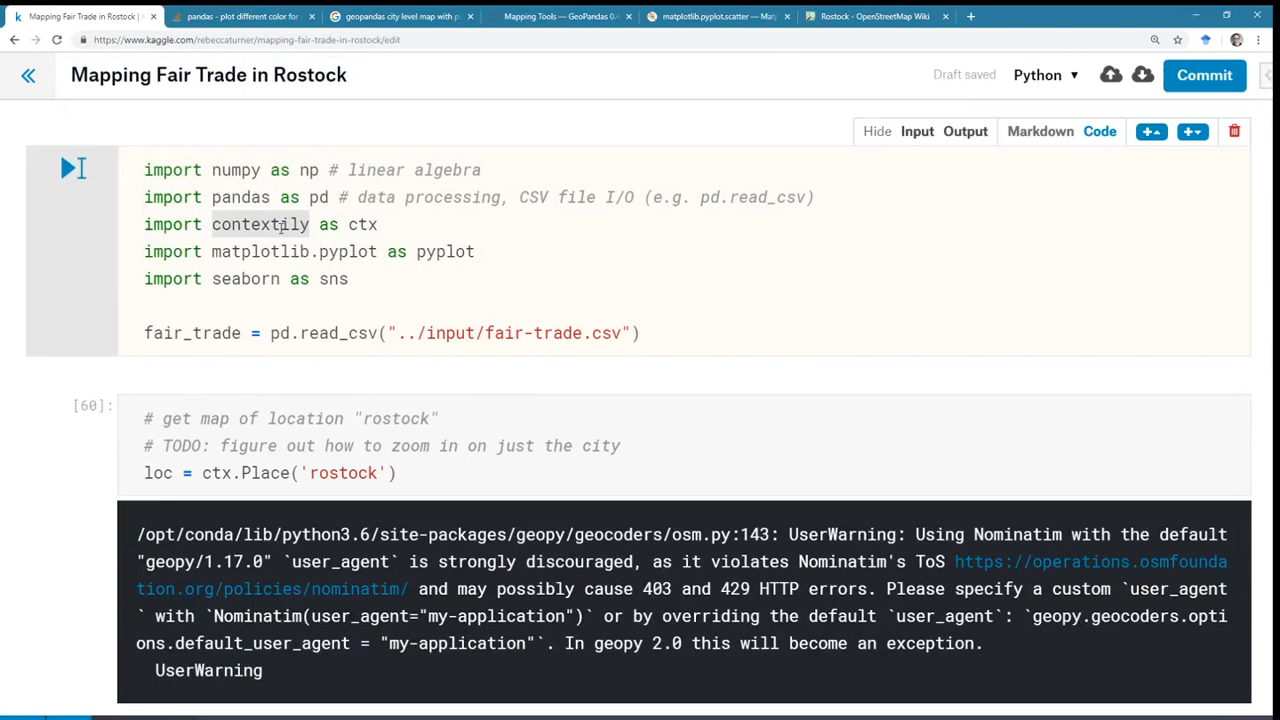 Mapping Fair Trade in Rostock |
pandas - plot different color for
geopandas city level map with p
Mapping Tools — GeoPandas 0.4
matplotlib.pyplot.scatter — Mat
Rostock - OpenStreetMap Wiki
https://www.kaggle.com/rebeccaturner/mapping-fair-trade-in-rostock/edit
Mapping Fair Trade in Rostock
Draft saved
Python
Commit
Hide Input Output Markdown Code
import numpy as np # linear algebra
import pandas as pd # data processing, CSV file I/O (e.g. pd.read_csv)
import contextily as ctx
import matplotlib.pyplot as pyplot
import seaborn as sns
fair_trade = pd.read_csv("../input/fair-trade.csv")
[60]:
# get map of location "rostock"
# TODO: figure out how to zoom in on just the city
loc = ctx.Place('rostock')
/opt/conda/lib/python3.6/site-packages/geopy/geocoders/osm.py:143: UserWarning: Using Nominatim with the default
"geopy/1.17.0" `user_agent` is strongly discouraged, as it violates Nominatim's ToS https://operations.osmfounda
tion.org/policies/nominatim/ and may possibly cause 403 and 429 HTTP errors. Please specify a custom `user_agent
` with `Nominatim(user_agent="my-application")` or by overriding the default `user_agent`: `geopy.geocoders.opti
ons.default_user_agent = "my-application"`. In geopy 2.0 this will become an exception.
UserWarning